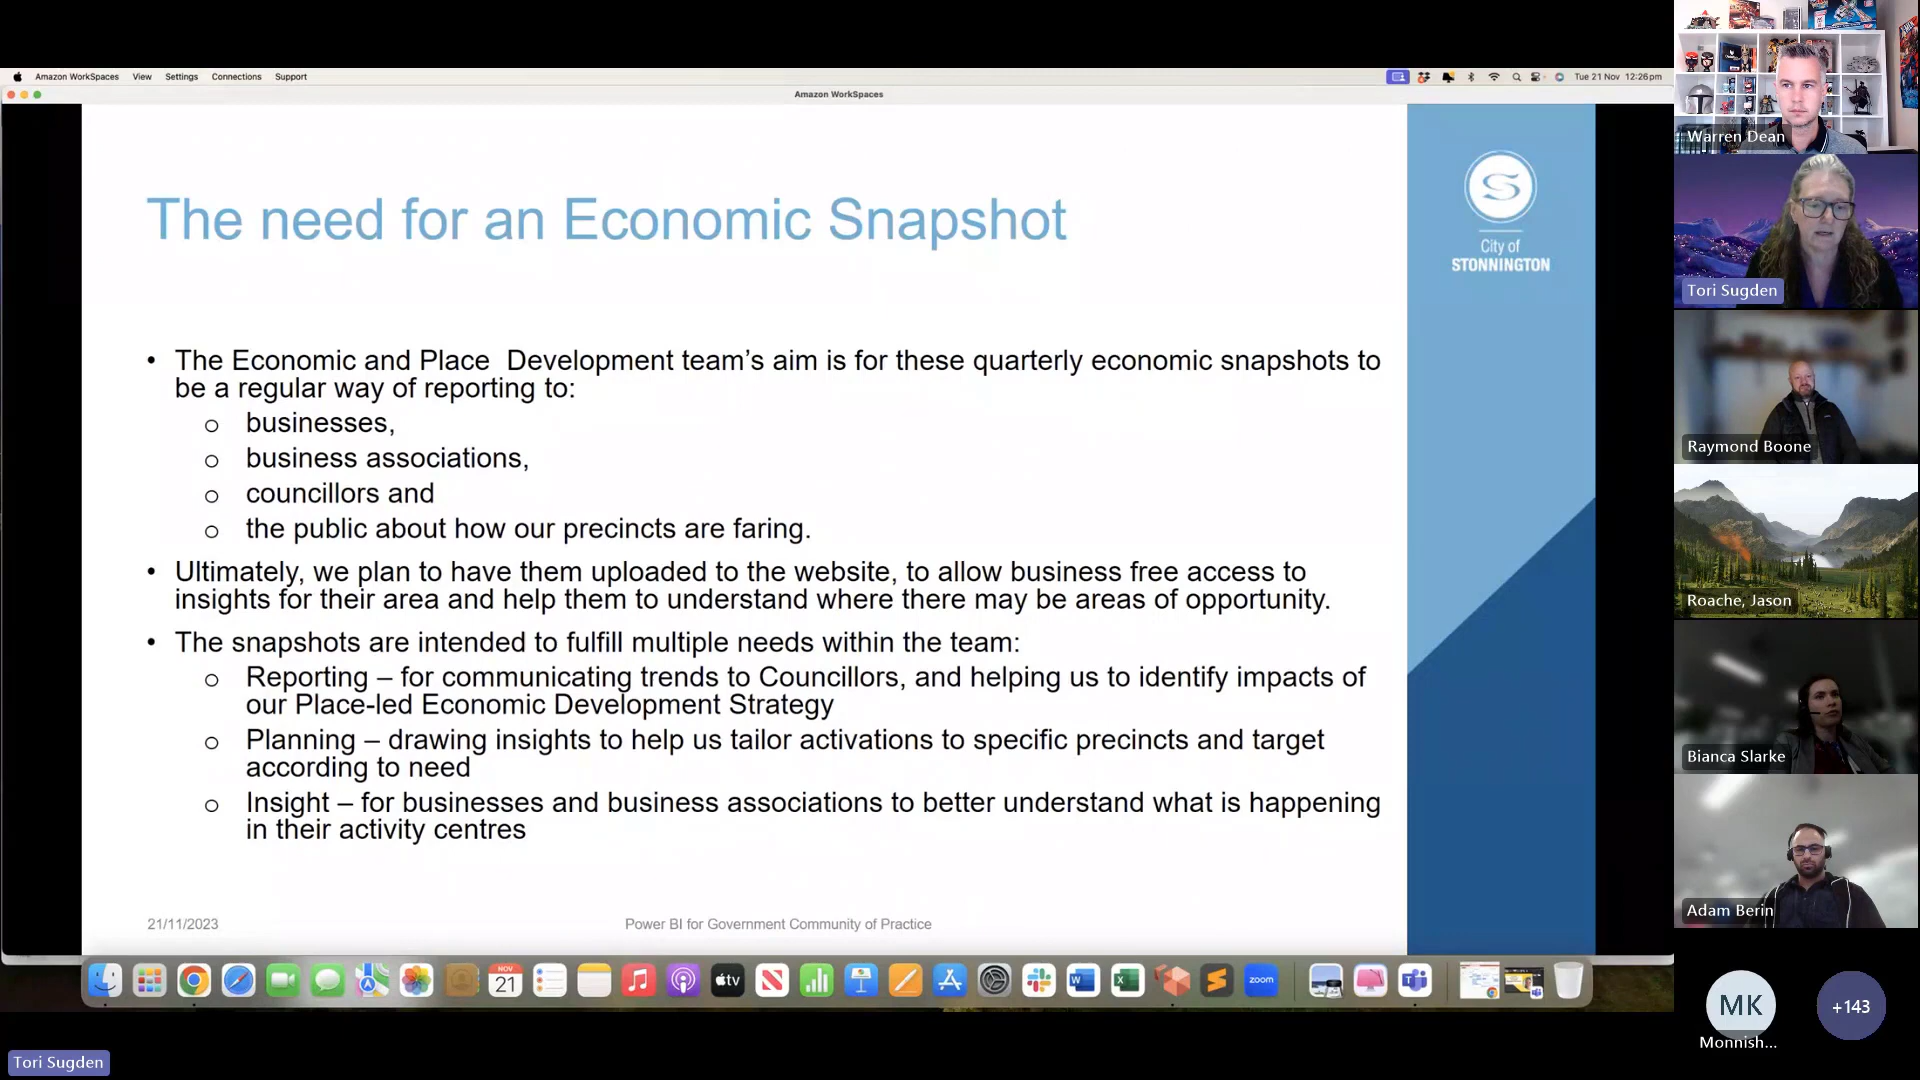 Amazon WorkSpaces View Settings Connections Support
Tue 21 Nov 12:26pm
Amazon WorkSpaces
The need for an Economic Snapshot
City of
STONNINGTON
• The Economic and Place  Development team’s aim is for these quarterly economic snapshots to
be a regular way of reporting to:
o businesses,
o business associations,
o councillors and
o the public about how our precincts are faring.
• Ultimately, we plan to have them uploaded to the website, to allow business free access to
insights for their area and help them to understand where there may be areas of opportunity.
• The snapshots are intended to fulfill multiple needs within the team:
o Reporting – for communicating trends to Councillors, and helping us to identify impacts of
our Place-led Economic Development Strategy
o Planning – drawing insights to help us tailor activations to specific precincts and target
according to need
o Insight – for businesses and business associations to better understand what is happening
in their activity centres
21/11/2023
Power BI for Government Community of Practice
NOV
21
tv
zoom
Tori Sugden
Warren Dean
Tori Sugden
Raymond Boone
Roache, Jason
Bianca Slarke
Adam Berin
MK
Monnish...
+143